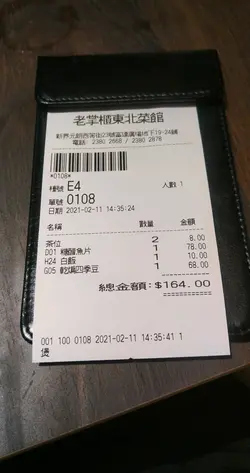 老掌櫃東北菜館
電話: 2380 2668 / 2380 2878
*0108*
檯號 E4
人數 1
單號 0108
日期 2021-02-11 14:35:24
名稱 數量 金額
茶位 2 8.00
D01 糟醋魚片 1 78.00
H24 白飯 1 10.00
G05 乾煸四季豆 1 68.00
總金額: $164.00
001 100 0108 2021-02-11 14:35:41 1